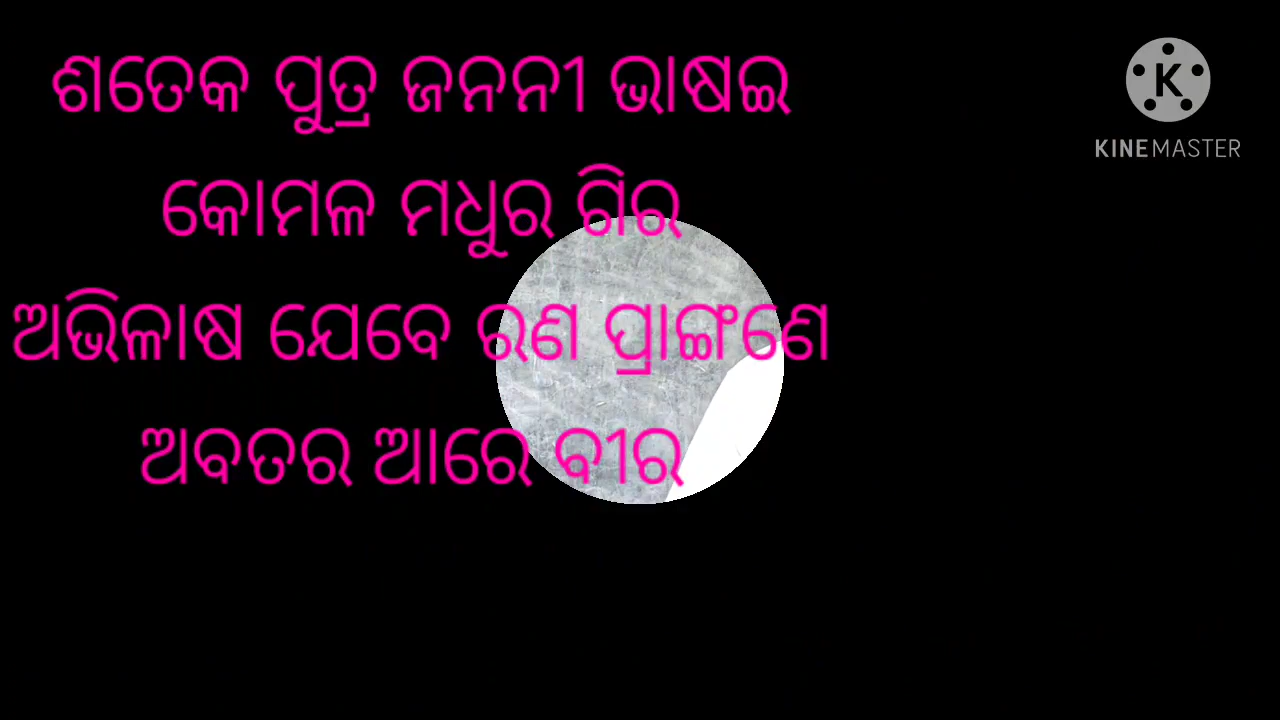 ଶତେକ ପୁତ୍ର ଜନନୀ ଭାଷଇ
କୋମଳ ମଧୁର ଗିର
ଅଭିଳାଷ ଯେବେ ରଣ ପ୍ରାଙ୍ଗଣେ
ଅବତର ଆରେ ବୀର
KINEMASTER